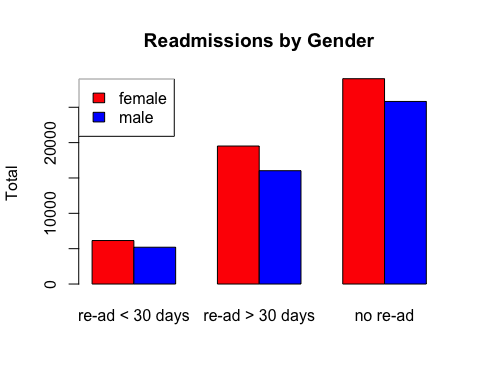 Readmissions by Gender
female
male
Total
20000
10000
0
re-ad < 30 days
re-ad > 30 days
no re-ad